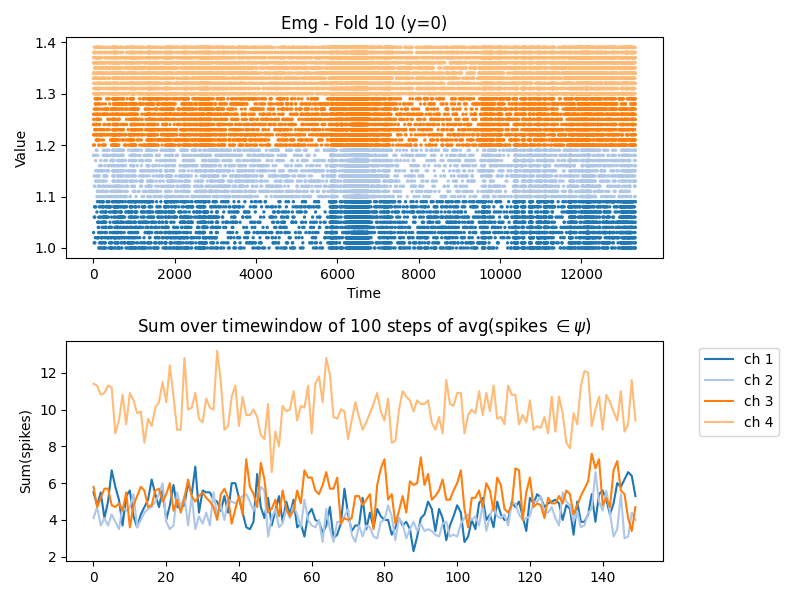 Emg - Fold 10 (y=0)
1.4
1.3
1.2
1.1
1.0
Value
0 2000 4000 6000 8000 10000 12000
Time
Sum over timewindow of 100 steps of avg(spikes ∈ψ)
12
10
8
6
4
2
Sum(spikes)
0 20 40 60 80 100 120 140
ch 1
ch 2
ch 3
ch 4